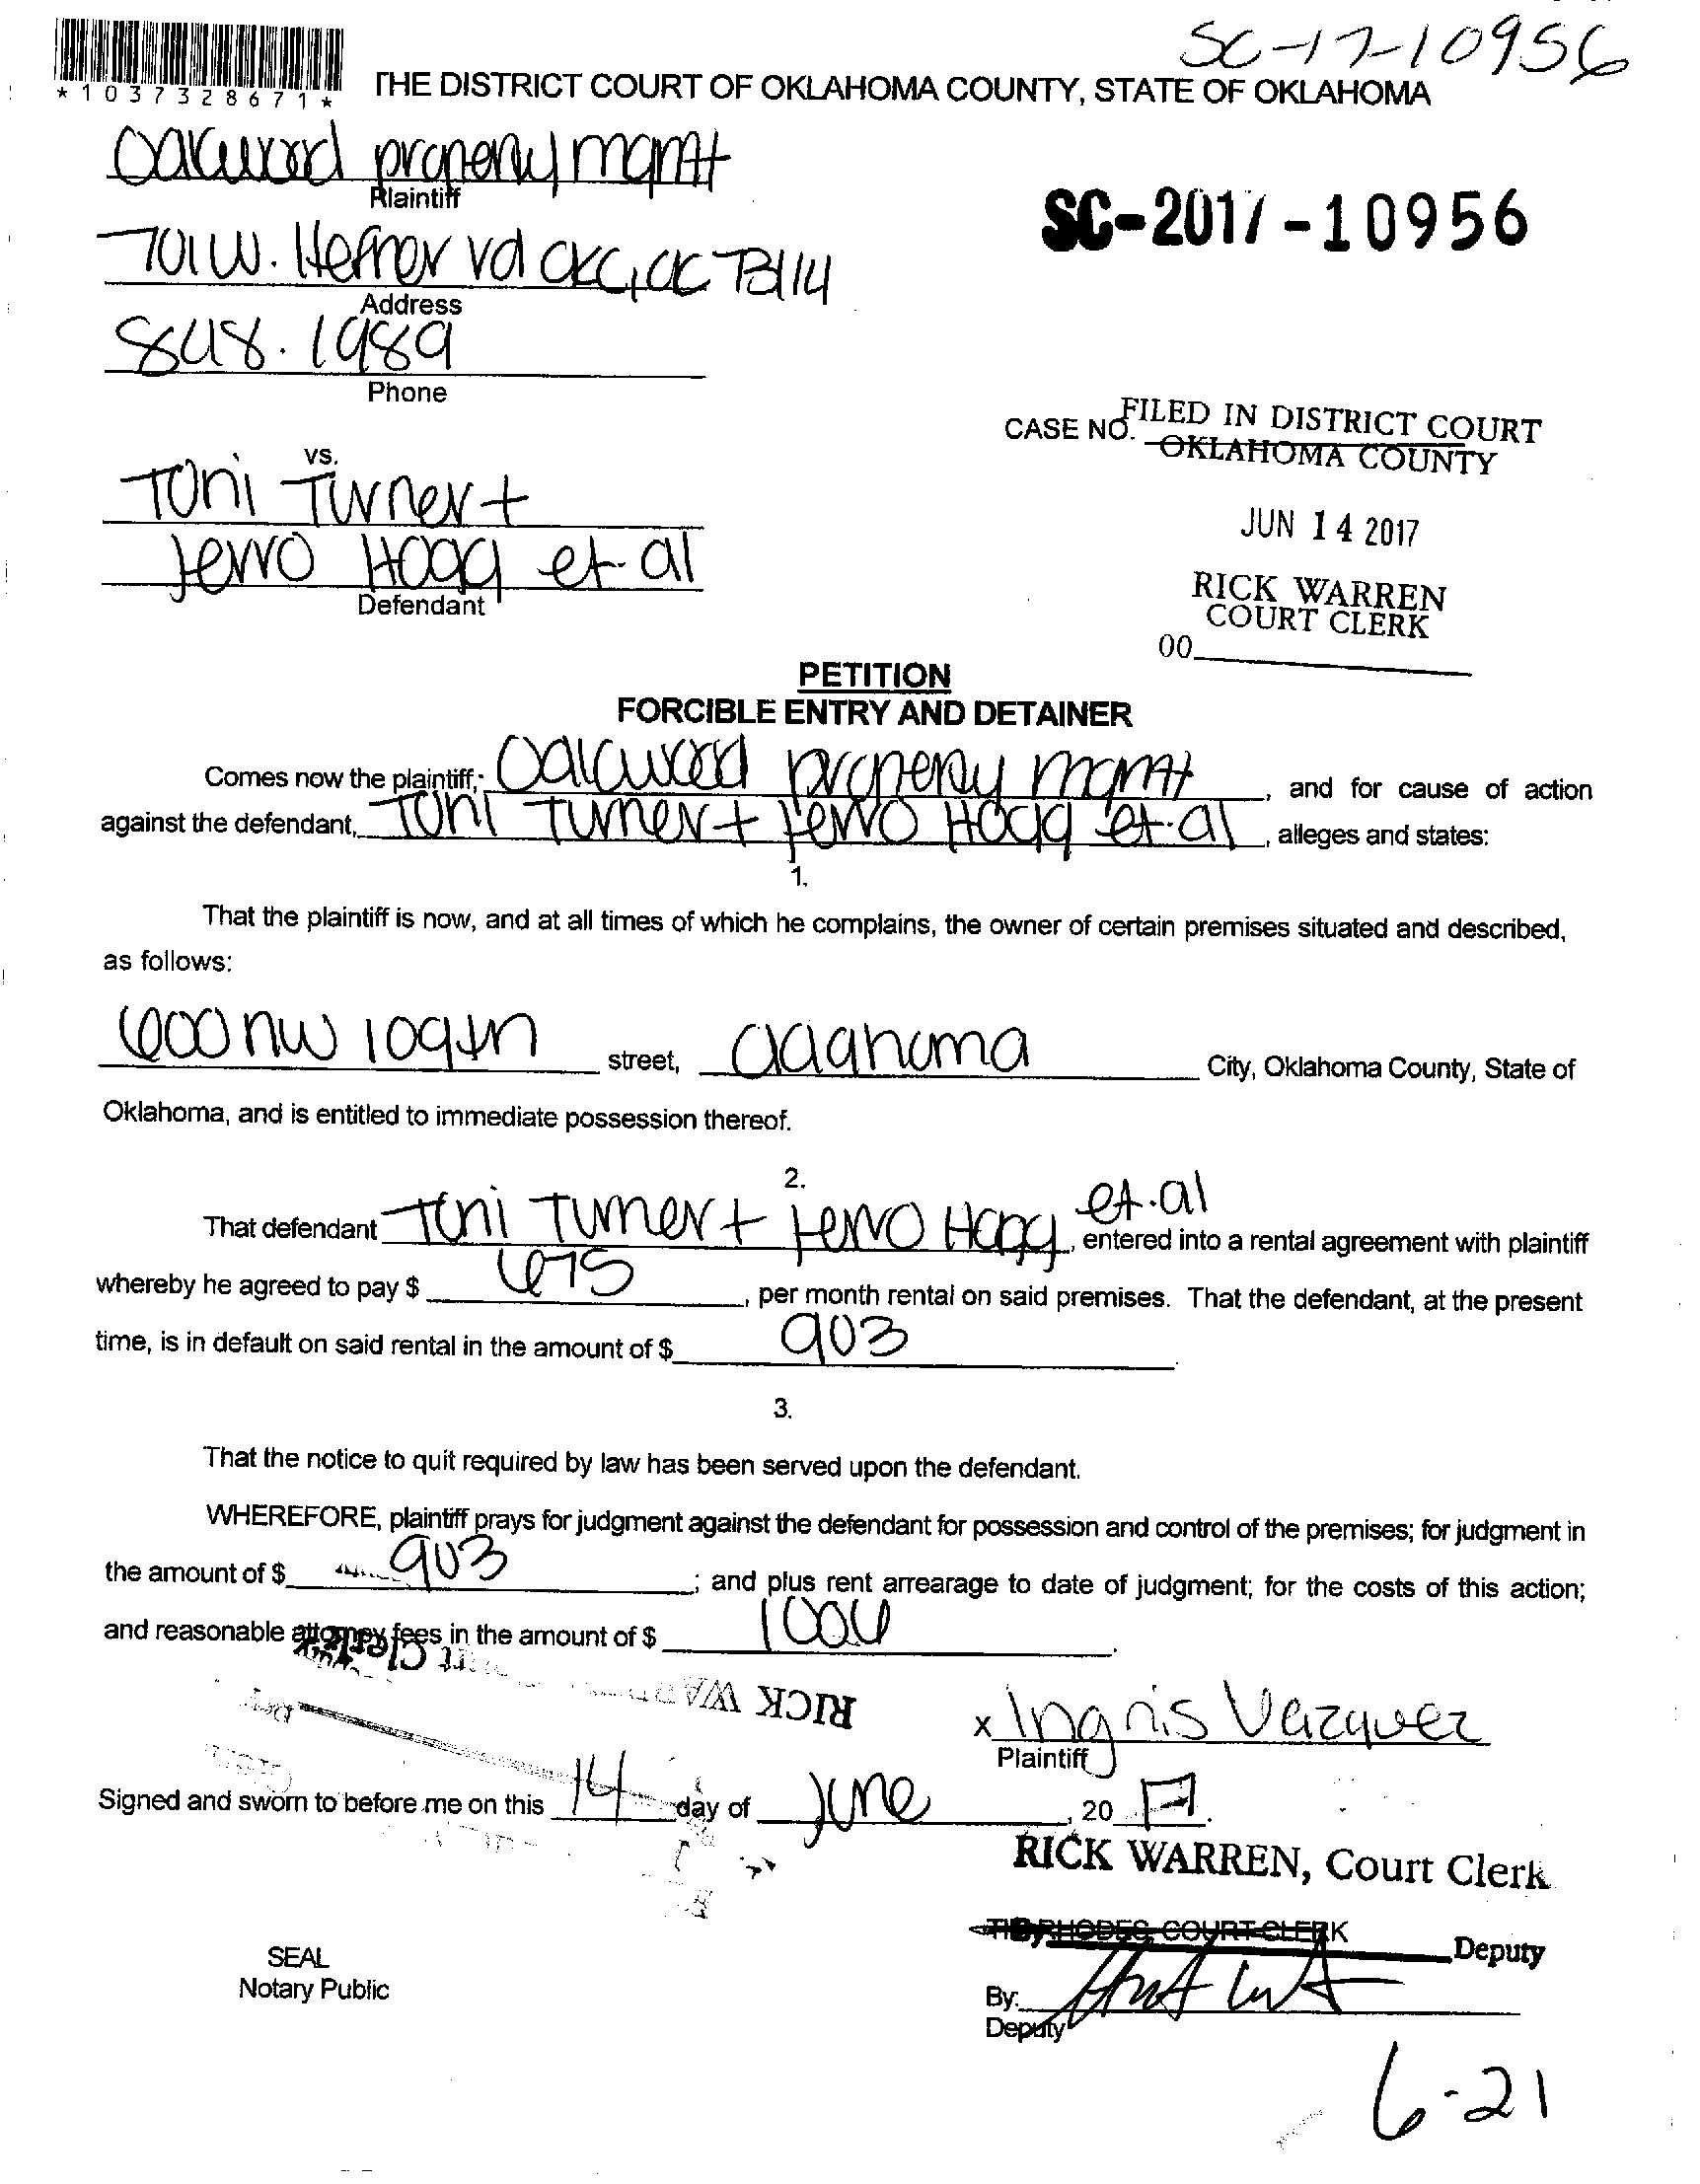 SC-17-10956
*1037328671*
THE DISTRICT COURT OF OKLAHOMA COUNTY, STATE OF OKLAHOMA
Oakwood property mgmt
Plaintiff
SC-2017-10956
701 W. Hefner rd OKC, OK 73114
Address
848.1989
Phone
CASE NO.
FILED IN DISTRICT COURT
OKLAHOMA COUNTY
vs.
Toni Turner +
JUN 14 2017
Jerro Hogg et al
Defendant
RICK WARREN
COURT CLERK
00
PETITION
FORCIBLE ENTRY AND DETAINER
Comes now the plaintiff, Oakwood property mgmt, and for cause of action
against the defendant, Toni Turner + Jerro Hogg et.al, alleges and states:
1.
That the plaintiff is now, and at all times of which he complains, the owner of certain premises situated and described,
as follows:
600 nw 109th street, Oklahoma City, Oklahoma County, State of
Oklahoma, and is entitled to immediate possession thereof.
2.
That defendant Toni Turner + Jerro Hogg et.al, entered into a rental agreement with plaintiff
whereby he agreed to pay $ 675, per month rental on said premises. That the defendant, at the present
time, is in default on said rental in the amount of $ 903
3.
That the notice to quit required by law has been served upon the defendant.
WHEREFORE, plaintiff prays for judgment against the defendant for possession and control of the premises; for judgment in
the amount of $ 903; and plus rent arrearage to date of judgment; for the costs of this action;
and reasonable attorney fees in the amount of $
RICK WA
x Ingris Vazquez
Plaintiff
Signed and sworn to before me on this 14 day of June, 20 17.
RICK WARREN, Court Clerk
RHODES, COURT CLERK
By Deputy
SEAL
Notary Public
By:
Deputy
6-21